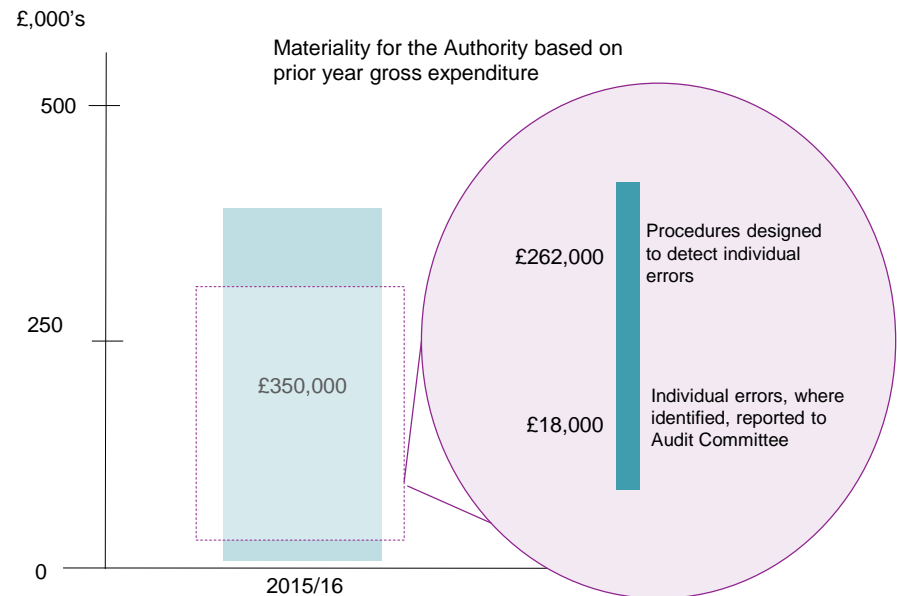 £,000's
Materiality for the Authority based on
prior year gross expenditure
500
250
0
£350,000
2015/16
£262,000
Procedures designed
to detect individual
errors
£18,000
Individual errors, where
identified, reported to
Audit Committee